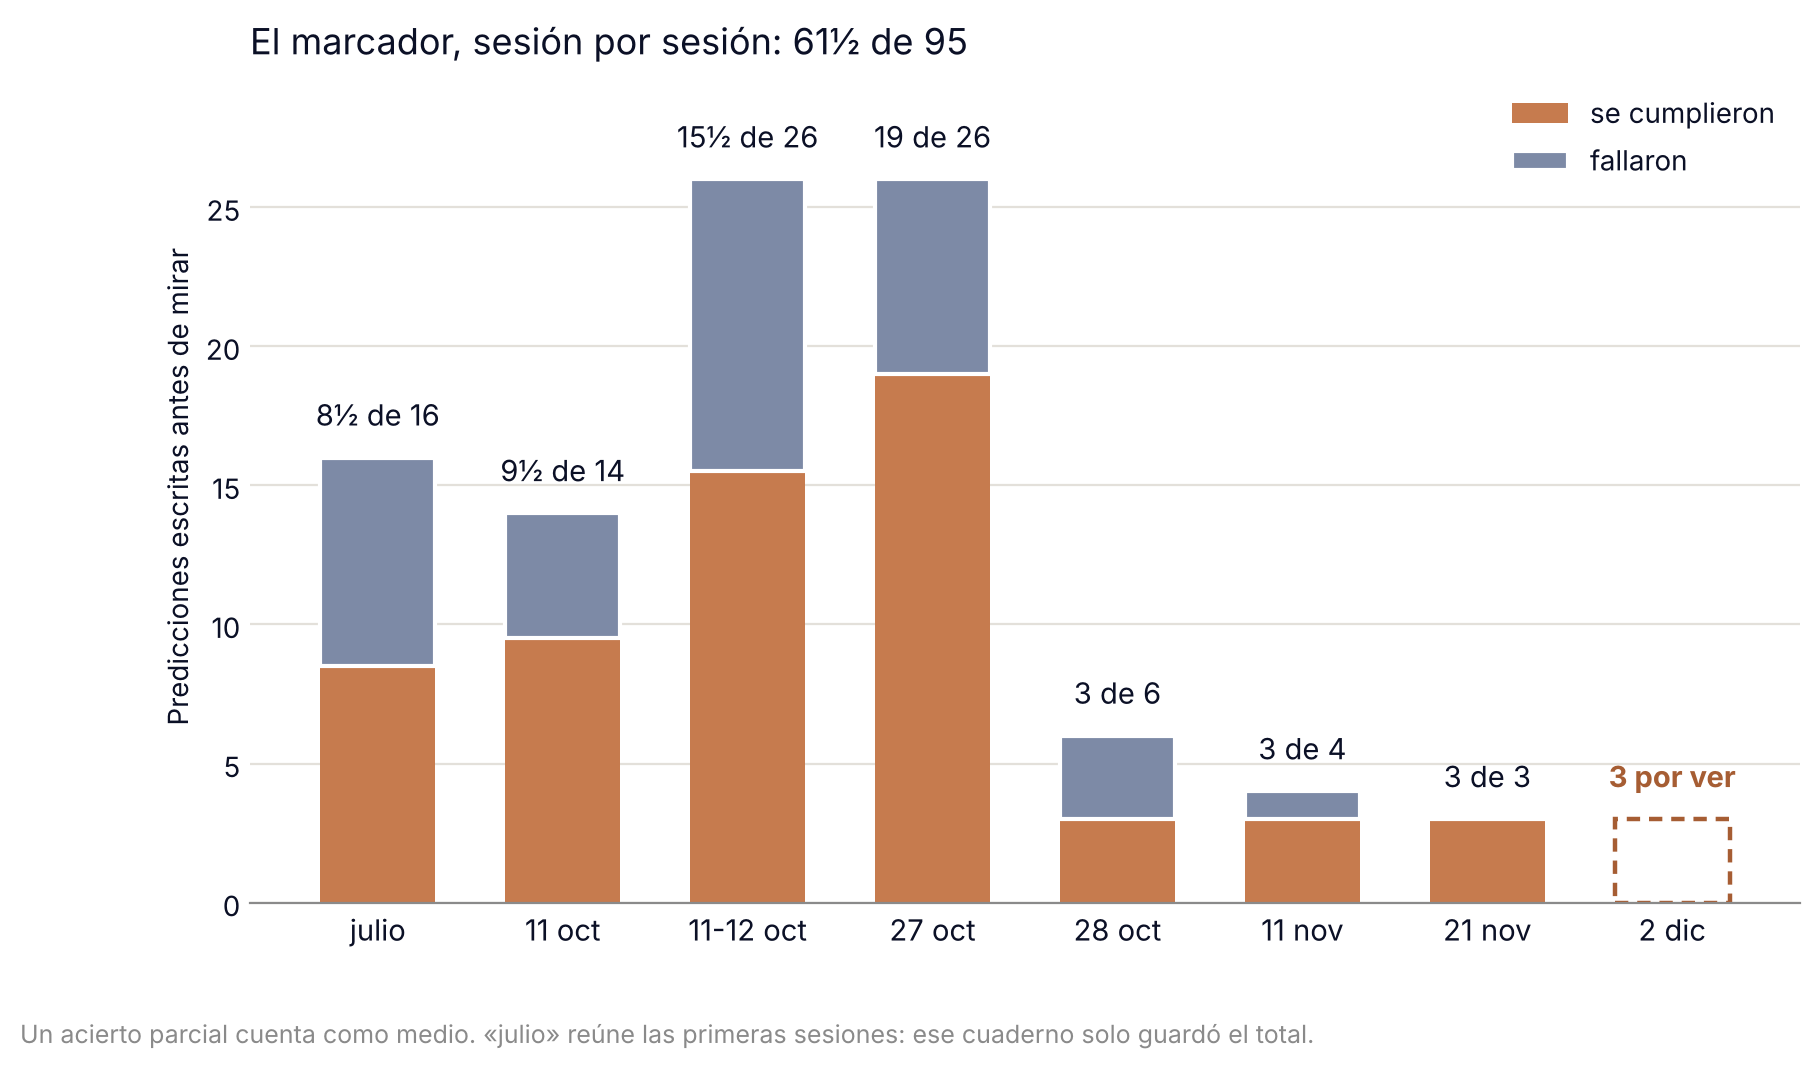 El marcador, sesión por sesión: 61½ de 95
se cumplieron
fallaron
Predicciones escritas antes de mirar
25
20
15
10
5
0
8½ de 16
9½ de 14
15½ de 26
19 de 26
3 de 6
3 de 4
3 de 3
3 por ver
julio
11 oct
11-12 oct
27 oct
28 oct
11 nov
21 nov
2 dic
Un acierto parcial cuenta como medio. «julio» reúne las primeras sesiones: ese cuaderno solo guardó el total.